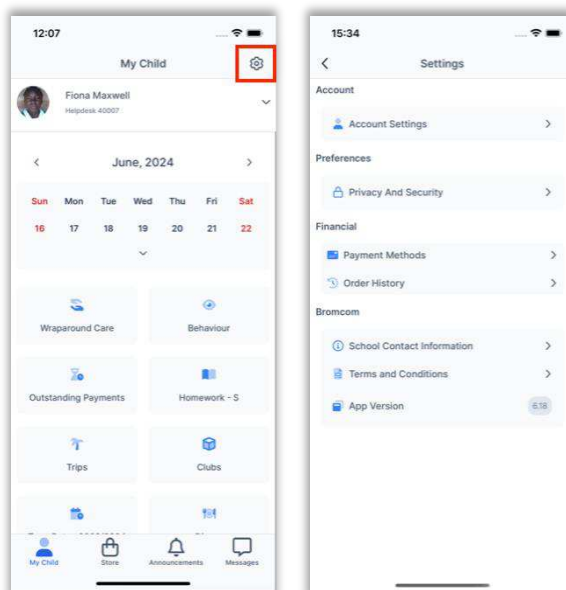 12:07
My Child
Fiona Maxwell
Helpdesk 40007
June, 2024
Sun Mon Tue Wed Thu Fri Sat
16 17 18 19 20 21 22
Wraparound Care Behaviour
Outstanding Payments Homework - S
Trips Clubs
My Child Store Announcements Messages
15:34
Settings
Account
Account Settings
Preferences
Privacy And Security
Financial
Payment Methods
Order History
Bromcom
School Contact Information
Terms and Conditions
App Version 6.18